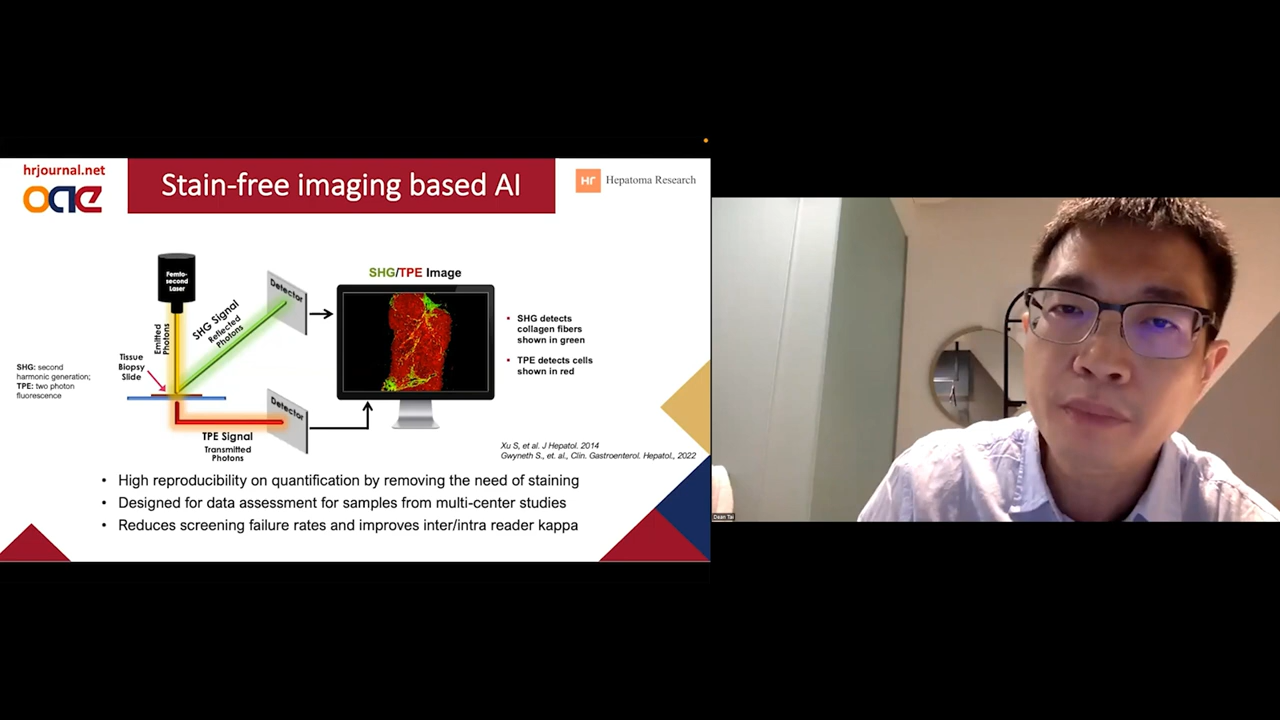 hrjournal.net
oae
Stain-free imaging based AI
Hr
Hepatoma Research
Femto-
second
Laser
Emitted
Photons
SHG Signal
Reflected
Photons
Detector
Tissue
Biopsy
Slide
SHG: second
harmonic generation;
TPE: two photon
fluorescence
Detector
TPE Signal
Transmitted
Photons
SHG/TPE Image
▪ SHG detects
collagen fibers
shown in green
▪ TPE detects cells
shown in red
Xu S, et al. J Hepatol. 2014
Gwyneth S., et. al., Clin. Gastroenterol. Hepatol., 2022
• High reproducibility on quantification by removing the need of staining
• Designed for data assessment for samples from multi-center studies
• Reduces screening failure rates and improves inter/intra reader kappa
Dean Tai